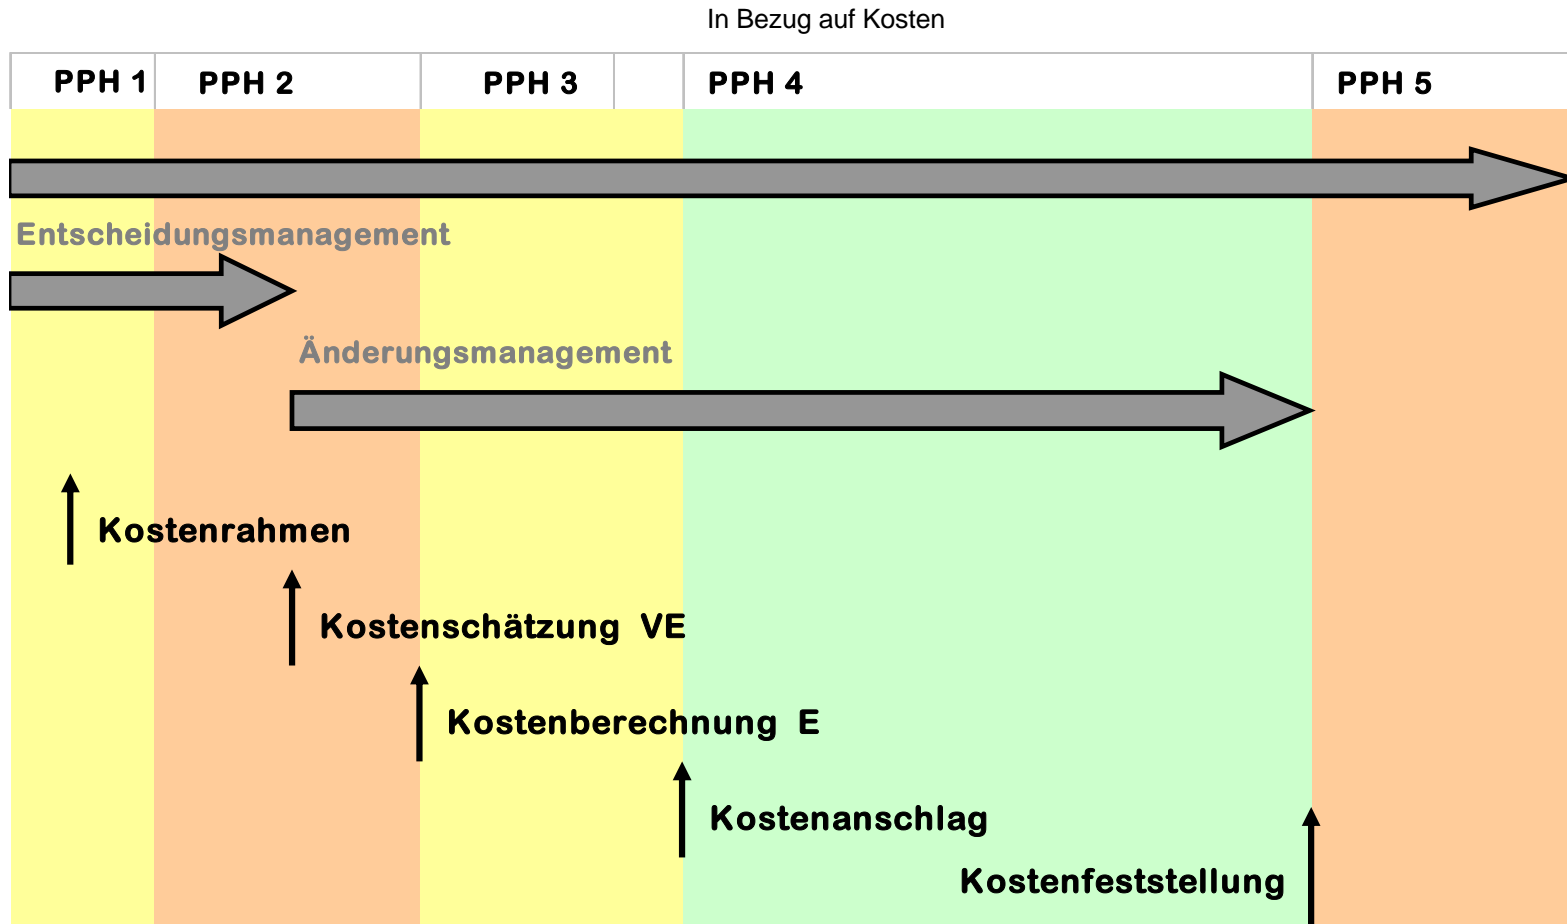 In Bezug auf Kosten
PPH 1 PPH 2 PPH 3 PPH 4 PPH 5
Entscheidungsmanagement
Änderungsmanagement
Kostenrahmen
Kostenschätzung VE
Kostenberechnung E
Kostenanschlag
Kostenfeststellung